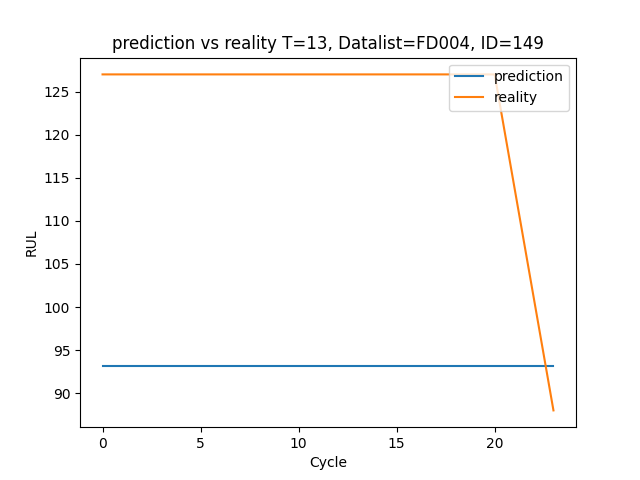 prediction vs reality T=13, Datalist=FD004, ID=149
prediction
reality
125
120
115
110
105
100
95
90
RUL
0
5
10
15
20
Cycle